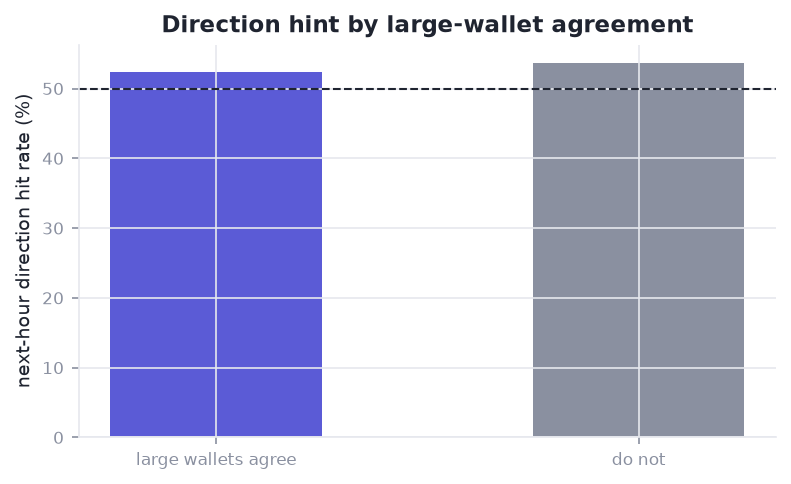 Direction hint by large-wallet agreement
next-hour direction hit rate (%)
50
40
30
20
10
0
large wallets agree
do not